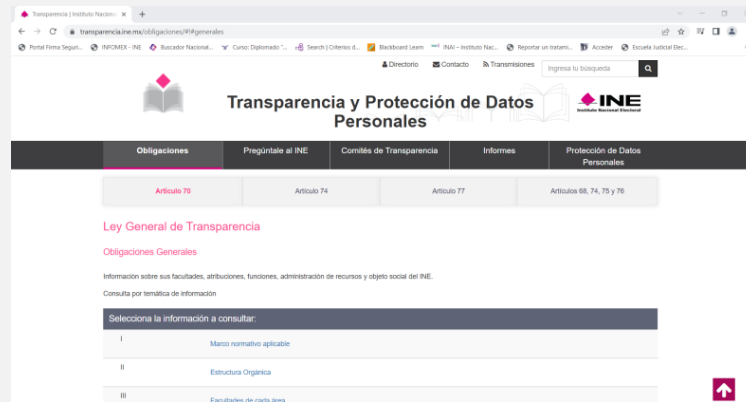 Transparencia | Instituto Nacion
transparencia.ine.mx/obligaciones/#!#generales
Portal Firma Seguri... INFOMEX - INE Buscador Nacional... Curso: Diplomado "... Search | Criterios d... Blackboard Learn INAI – Instituto Nac... Reportar un tratami... Acceder Escuela Judicial Elec...
Directorio Contacto Transmisiones Ingresa tu búsqueda
Transparencia y Protección de Datos
Personales
INE
Instituto Nacional Electoral
Obligaciones Pregúntale al INE Comités de Transparencia Informes Protección de Datos
Personales
Artículo 70 Artículo 74 Artículo 77 Artículos 68, 74, 75 y 76
Ley General de Transparencia
Obligaciones Generales
Información sobre sus facultades, atribuciones, funciones, administración de recursos y objeto social del INE.
Consulta por temática de información
Selecciona la información a consultar:
I Marco normativo aplicable
II Estructura Orgánica
III Facultades de cada área